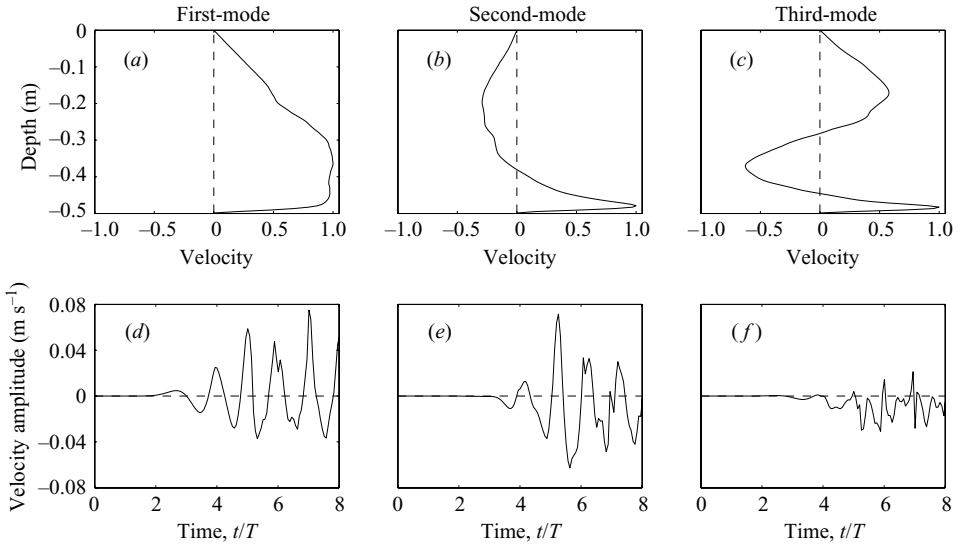 First-mode Second-mode Third-mode
0
–0.1
–0.2
–0.3
–0.4
–0.5
Depth (m)
(a) (b) (c)
–1.0 –0.5 0 0.5 1.0 –1.0 –0.5 0 0.5 1.0 –1.0 –0.5 0 0.5 1.0
Velocity Velocity Velocity
0.08
0.04
0
–0.04
–0.08
Velocity amplitude (m s⁻¹)
(d) (e) (f)
0 2 4 6 8 0 2 4 6 8 0 2 4 6 8
Time, t/T Time, t/T Time, t/T